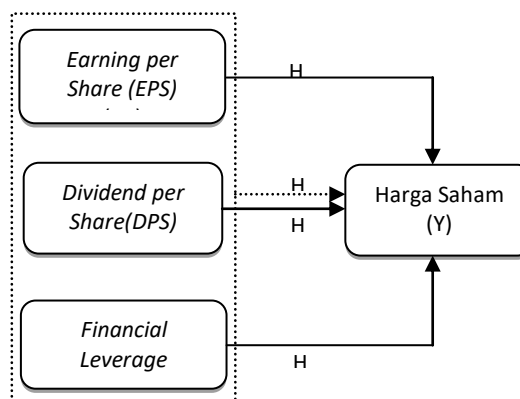 Earning per
Share (EPS)
H
Dividend per
Share(DPS)
H
H
Harga Saham
(Y)
Financial
Leverage
H